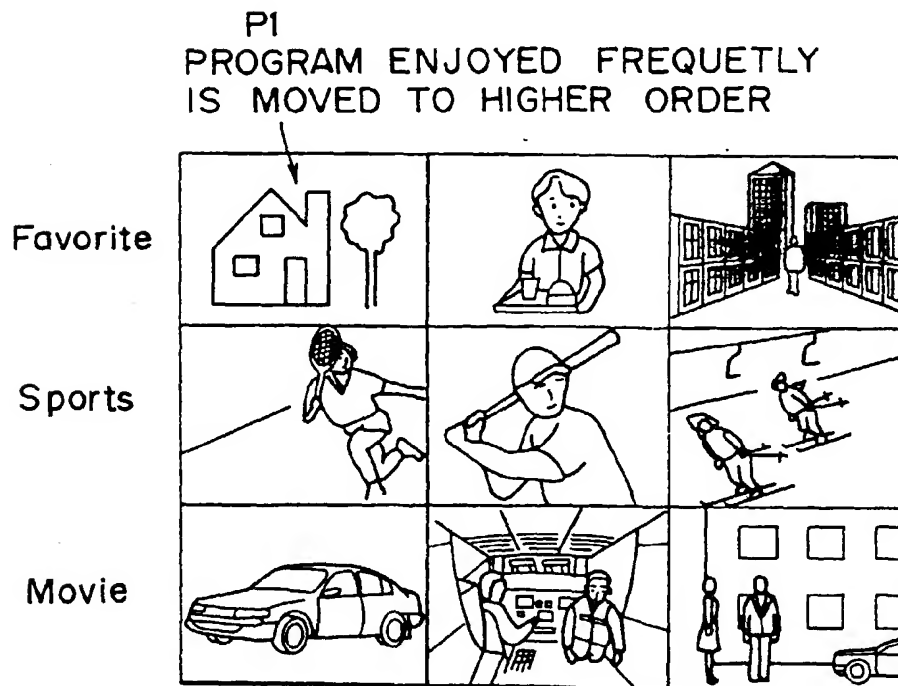 P1
PROGRAM ENJOYED FREQUETLY
IS MOVED TO HIGHER ORDER
Favorite
Sports
Movie